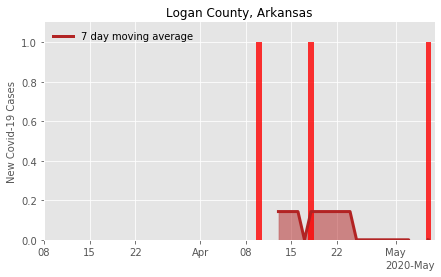 Logan County, Arkansas
7 day moving average
New Covid-19 Cases
1.0
0.8
0.6
0.4
0.2
0.0
08 15 22 Apr 08 15 22 May
2020-May